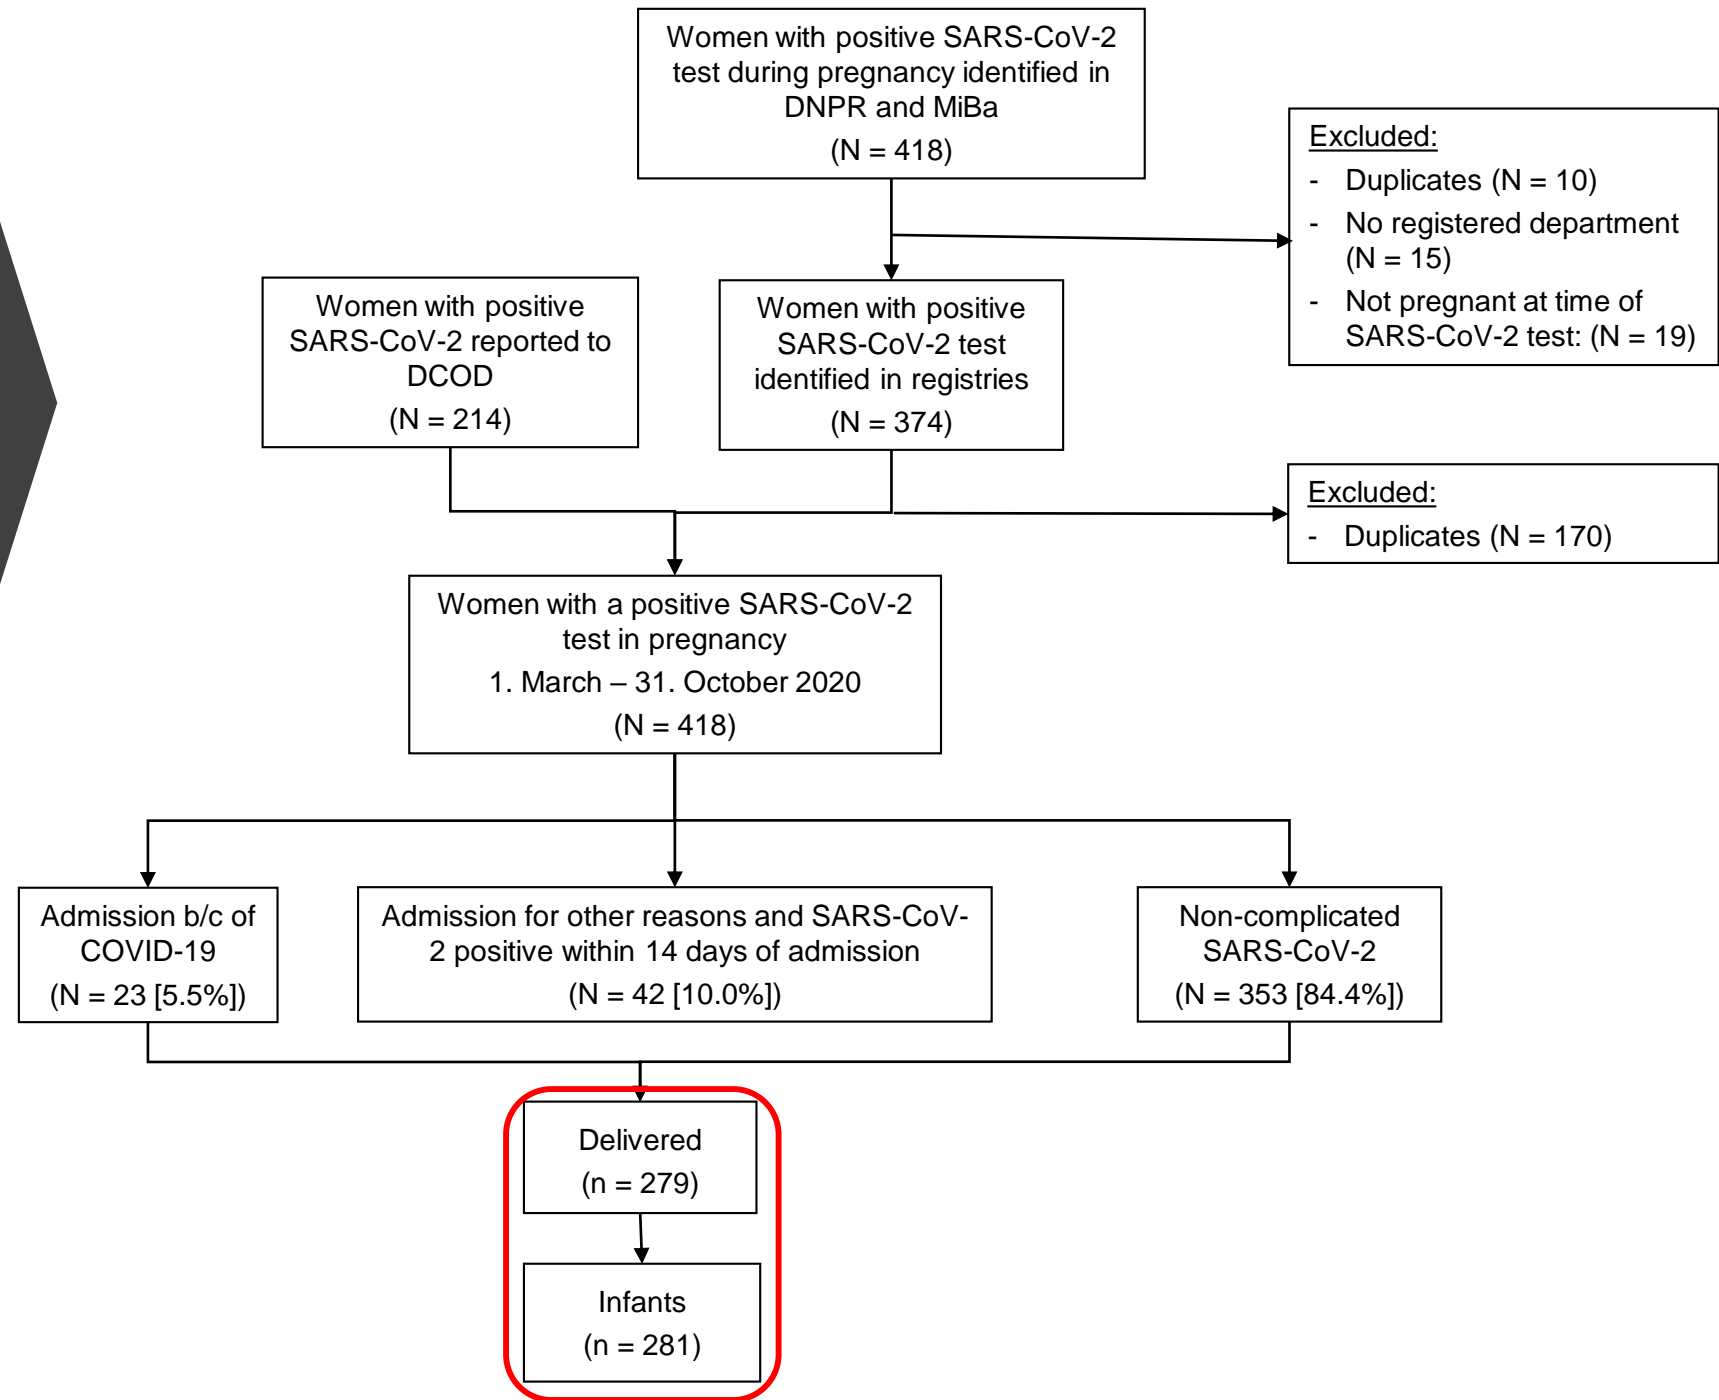 Women with positive SARS-CoV-2
test during pregnancy identified in
DNPR and MiBa
(N = 418)
Excluded:
- Duplicates (N = 10)
- No registered department
(N = 15)
- Not pregnant at time of
SARS-CoV-2 test: (N = 19)
Women with positive
SARS-CoV-2 reported to
DCOD
(N = 214)
Women with positive
SARS-CoV-2 test
identified in registries
(N = 374)
Excluded:
- Duplicates (N = 170)
Women with a positive SARS-CoV-2
test in pregnancy
1. March – 31. October 2020
(N = 418)
Admission b/c of
COVID-19
(N = 23 [5.5%])
Admission for other reasons and SARS-CoV-
2 positive within 14 days of admission
(N = 42 [10.0%])
Non-complicated
SARS-CoV-2
(N = 353 [84.4%])
Delivered
(n = 279)
Infants
(n = 281)